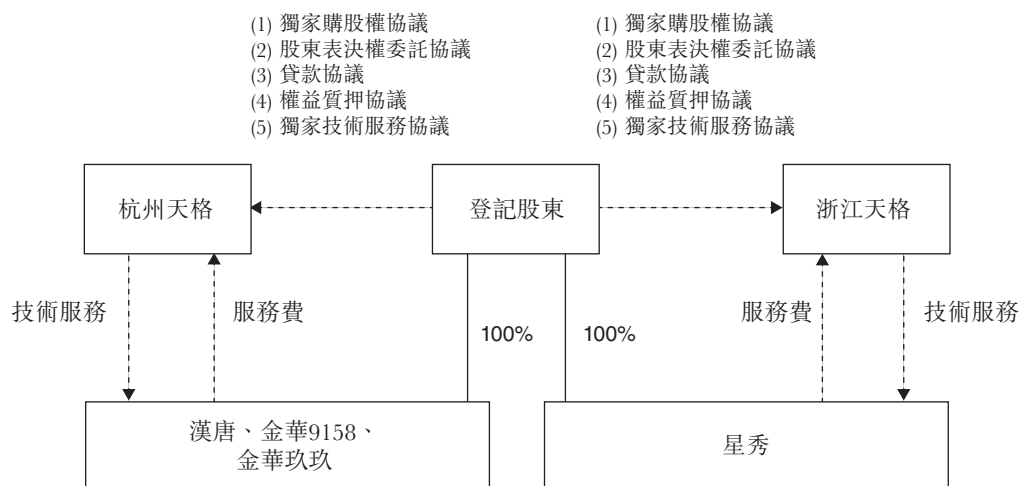 (1) 獨家購股權協議
(2) 股東表決權委託協議
(3) 貸款協議
(4) 權益質押協議
(5) 獨家技術服務協議
(1) 獨家購股權協議
(2) 股東表決權委託協議
(3) 貸款協議
(4) 權益質押協議
(5) 獨家技術服務協議
杭州天格
登記股東
浙江天格
技術服務
服務費
100%
100%
服務費
技術服務
漢唐、金華9158、
金華玖玖
星秀